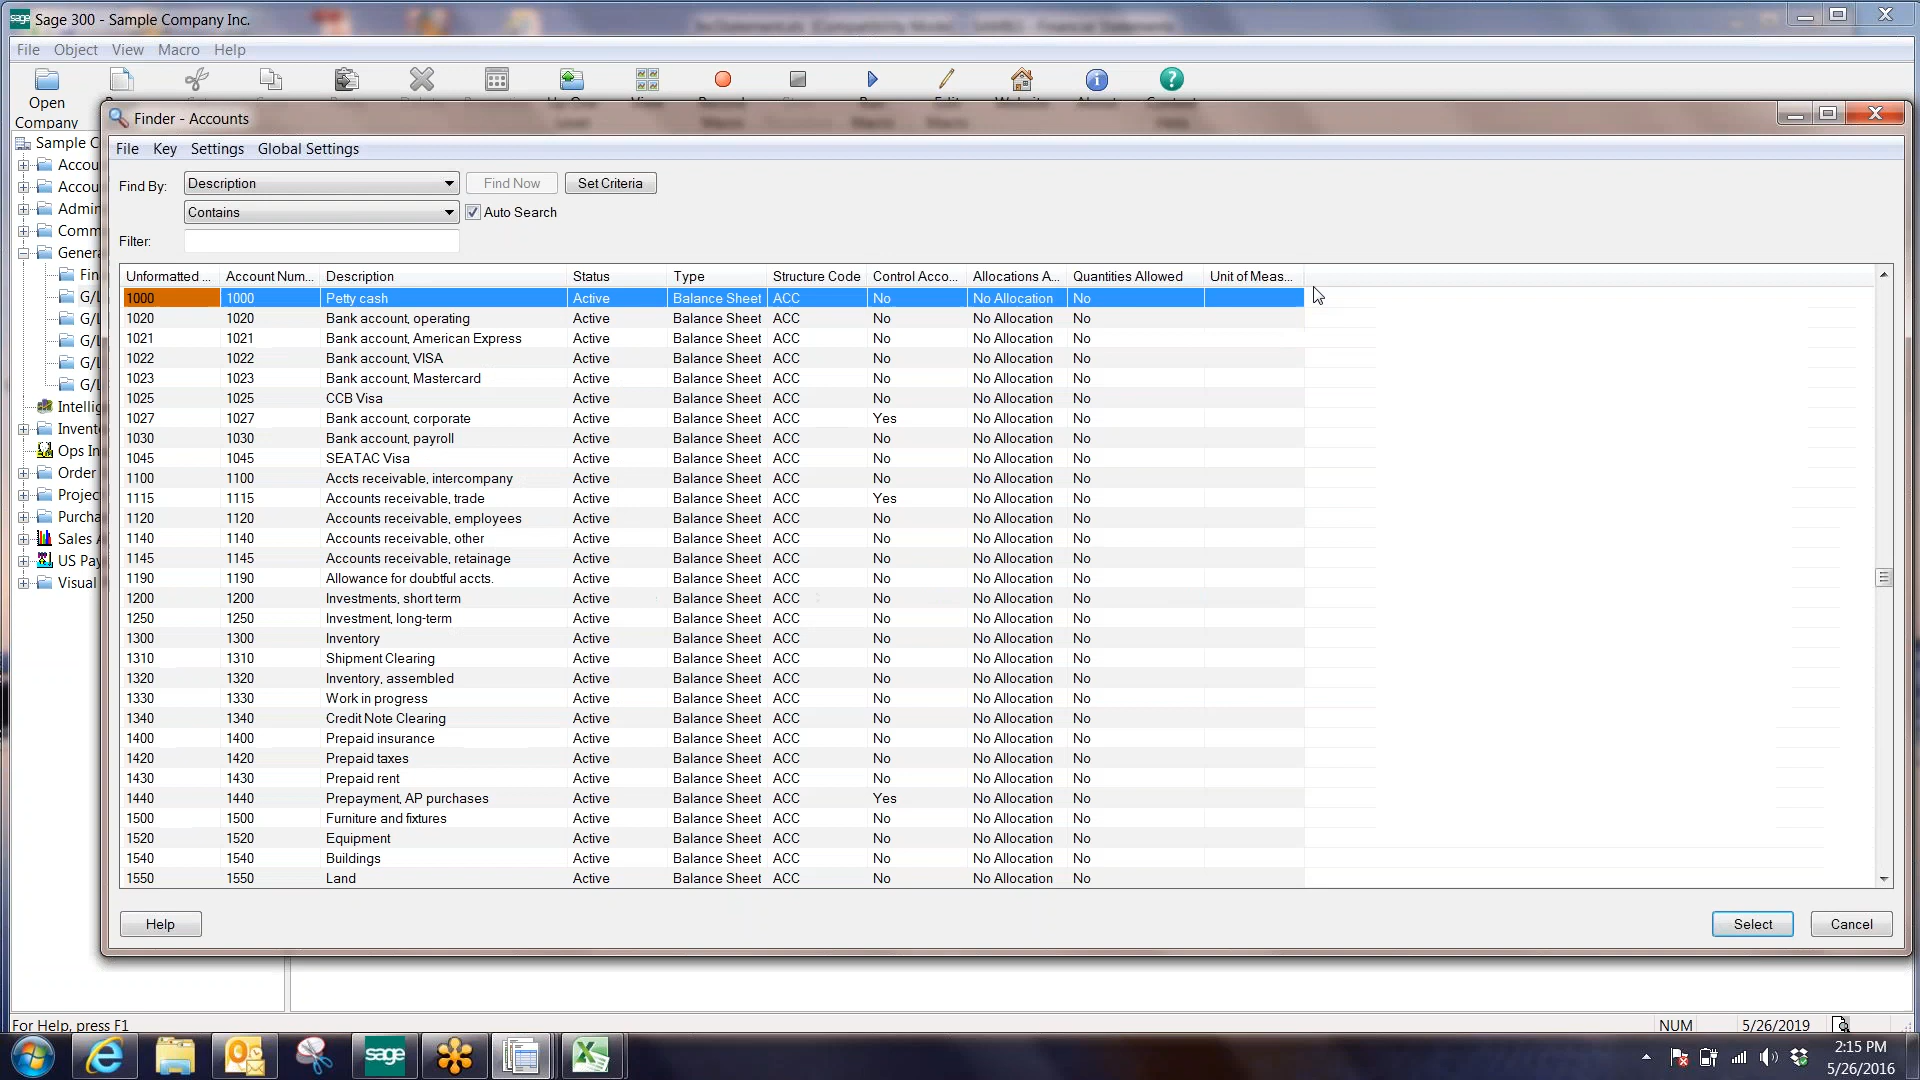 Sage 300 - Sample Company Inc.
File Object View Macro Help
Open
Company
Finder - Accounts
File Key Settings Global Settings
Find By: Description Find Now Set Criteria
Contains Auto Search
Filter:
Unformatted ... Account Num... Description Status Type Structure Code Control Acco... Allocations A... Quantities Allowed Unit of Meas...
1000 1000 Petty cash Active Balance Sheet ACC No No Allocation No
1020 1020 Bank account, operating Active Balance Sheet ACC No No Allocation No
1021 1021 Bank account, American Express Active Balance Sheet ACC No No Allocation No
1022 1022 Bank account, VISA Active Balance Sheet ACC No No Allocation No
1023 1023 Bank account, Mastercard Active Balance Sheet ACC No No Allocation No
1025 1025 CCB Visa Active Balance Sheet ACC No No Allocation No
1027 1027 Bank account, corporate Active Balance Sheet ACC Yes No Allocation No
1030 1030 Bank account, payroll Active Balance Sheet ACC No No Allocation No
1045 1045 SEATAC Visa Active Balance Sheet ACC No No Allocation No
1100 1100 Accts receivable, intercompany Active Balance Sheet ACC No No Allocation No
1115 1115 Accounts receivable, trade Active Balance Sheet ACC Yes No Allocation No
1120 1120 Accounts receivable, employees Active Balance Sheet ACC No No Allocation No
1140 1140 Accounts receivable, other Active Balance Sheet ACC No No Allocation No
1145 1145 Accounts receivable, retainage Active Balance Sheet ACC No No Allocation No
1190 1190 Allowance for doubtful accts. Active Balance Sheet ACC No No Allocation No
1200 1200 Investments, short term Active Balance Sheet ACC No No Allocation No
1250 1250 Investment, long-term Active Balance Sheet ACC No No Allocation No
1300 1300 Inventory Active Balance Sheet ACC No No Allocation No
1310 1310 Shipment Clearing Active Balance Sheet ACC No No Allocation No
1320 1320 Inventory, assembled Active Balance Sheet ACC No No Allocation No
1330 1330 Work in progress Active Balance Sheet ACC No No Allocation No
1340 1340 Credit Note Clearing Active Balance Sheet ACC No No Allocation No
1400 1400 Prepaid insurance Active Balance Sheet ACC No No Allocation No
1420 1420 Prepaid taxes Active Balance Sheet ACC No No Allocation No
1430 1430 Prepaid rent Active Balance Sheet ACC No No Allocation No
1440 1440 Prepayment, AP purchases Active Balance Sheet ACC Yes No Allocation No
1500 1500 Furniture and fixtures Active Balance Sheet ACC No No Allocation No
1520 1520 Equipment Active Balance Sheet ACC No No Allocation No
1540 1540 Buildings Active Balance Sheet ACC No No Allocation No
1550 1550 Land Active Balance Sheet ACC No No Allocation No
Help Select Cancel
Sample C
Accou
Accou
Admin
Comm
Genera
Fin
G/L
G/L
G/L
G/L
G/L
Intellig
Invent
Ops In
Order
Projec
Purcha
Sales A
US Pay
Visual
For Help, press F1 NUM 5/26/2019
sage
2:15 PM
5/26/2016